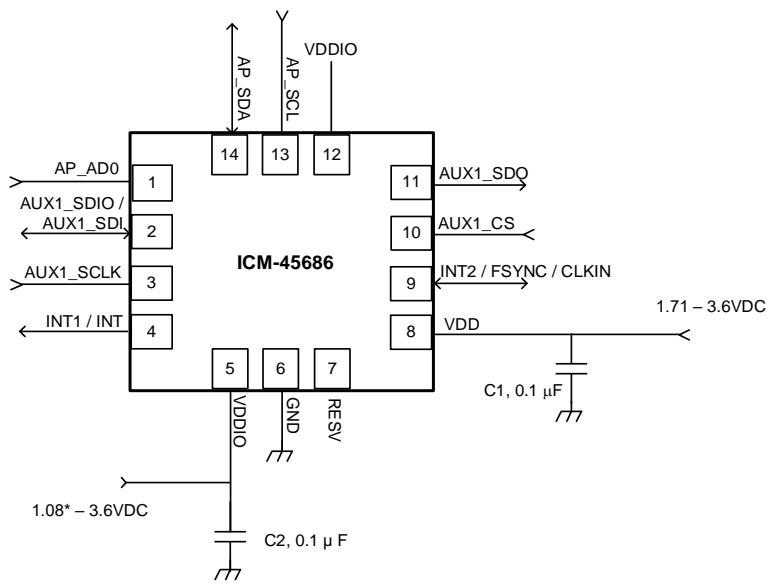 AP_SDA
AP_SCL
VDDIO
14
13
12
AP_AD0
1
AUX1_SDIO /
AUX1_SDI
2
AUX1_SCLK
3
INT1 / INT
4
ICM-45686
11
AUX1_SDO
10
AUX1_CS
9
INT2 / FSYNC / CLKIN
8
VDD
1.71 – 3.6VDC
C1, 0.1 μF
5
6
7
VDDIO
GND
RESV
1.08* – 3.6VDC
C2, 0.1 μ F